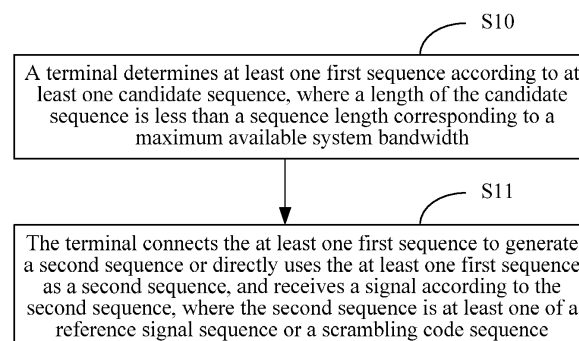 S10
A terminal determines at least one first sequence according to at
least one candidate sequence, where a length of the candidate
sequence is less than a sequence length corresponding to a
maximum available system bandwidth
S11
The terminal connects the at least one first sequence to generate
a second sequence or directly uses the at least one first sequence
as a second sequence, and receives a signal according to the
second sequence, where the second sequence is at least one of a
reference signal sequence or a scrambling code sequence